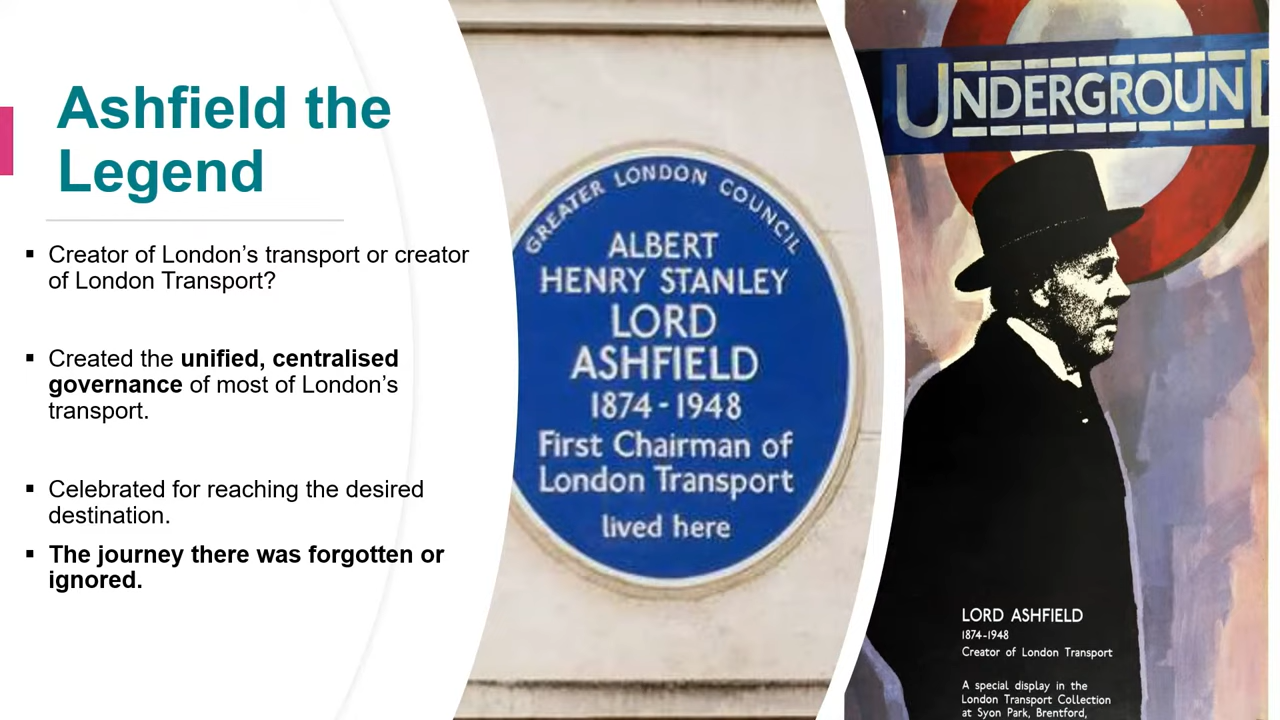 Ashfield the
Legend
▪ Creator of London’s transport or creator
of London Transport?
▪ Created the unified, centralised
governance of most of London’s
transport.
▪ Celebrated for reaching the desired
destination.
▪ The journey there was forgotten or
ignored.
GREATER LONDON COUNCIL
ALBERT
HENRY STANLEY
LORD
ASHFIELD
1874-1948
First Chairman of
London Transport
lived here
UNDERGROUND
LORD ASHFIELD
1874-1948
Creator of London Transport
A special display in the
London Transport Collection
at Syon Park, Brentford,